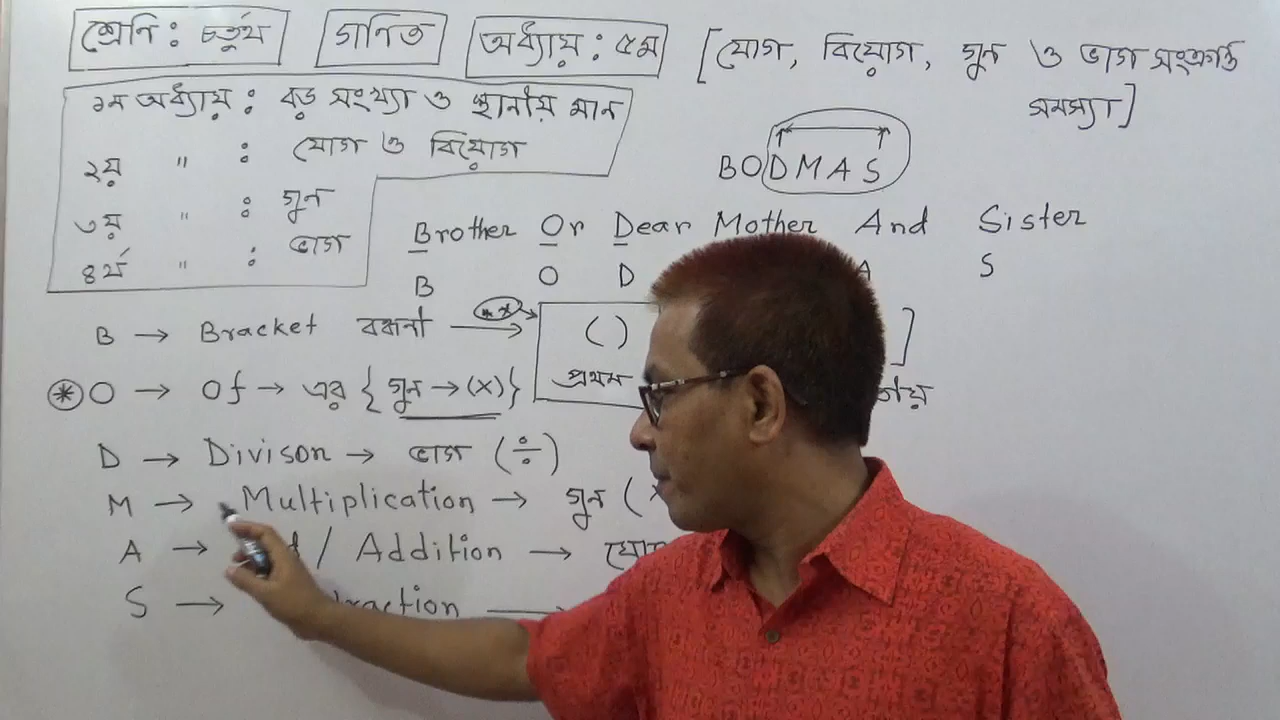 শ্রেনি : চতুর্থ গনিত অধ্যায় : ৫ম [যোগ, বিয়োগ, গুন ও ভাগ সংক্রান্ত
সমস্যা]
১ম অধ্যায় : বড় সংখ্যা ও স্থানীয় মান
২য় " : যোগ ও বিয়োগ
৩য় " : গুন
৪র্থ " : ভাগ
BODMAS
Brother Or Dear Mother And Sister
B O D A S
B → Bracket বন্ধনী → ( ) ]
প্রথম
* O → Of → এর { গুন → (×) }
D → Divison → ভাগ (÷)
M → Multiplication → গুন (×
A → / Addition →
S →